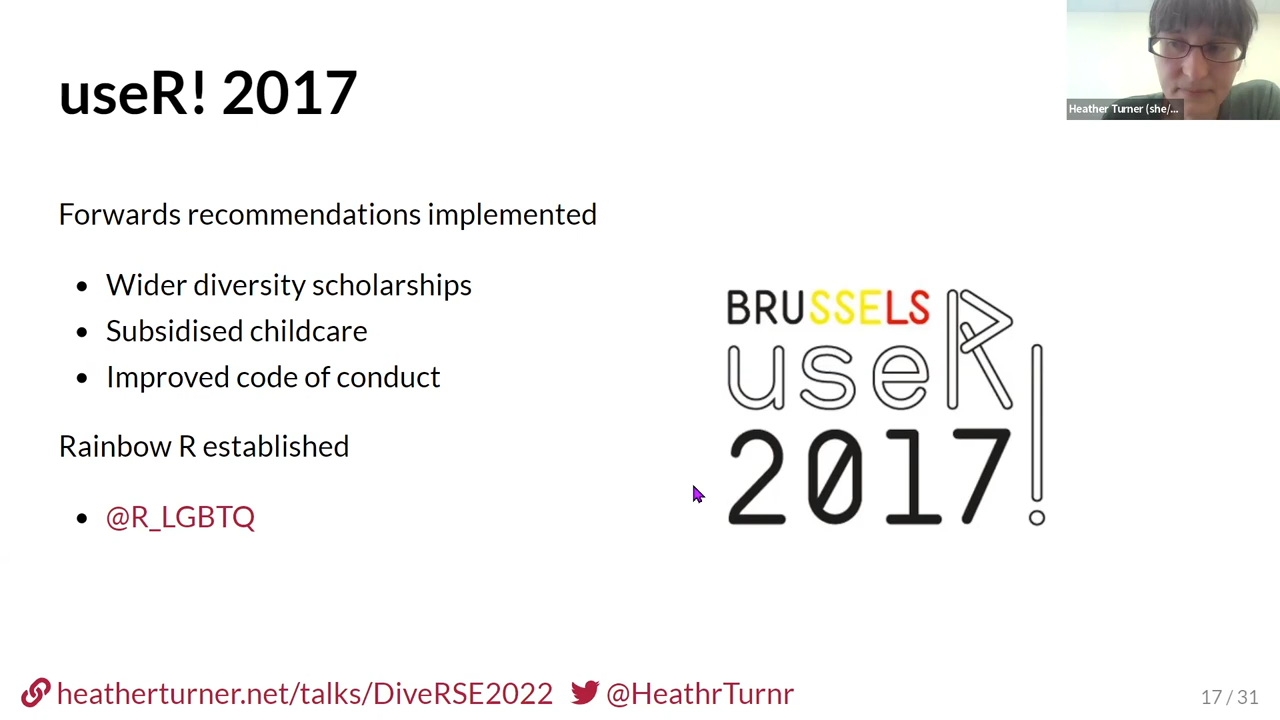 useR! 2017
Heather Turner (she/...
Forwards recommendations implemented
Wider diversity scholarships
Subsidised childcare
Improved code of conduct
Rainbow R established
@R_LGBTQ
BRUSSELS
useR!
2017
heatherturner.net/talks/DiveRSE2022 @HeathrTurnr
17 / 31